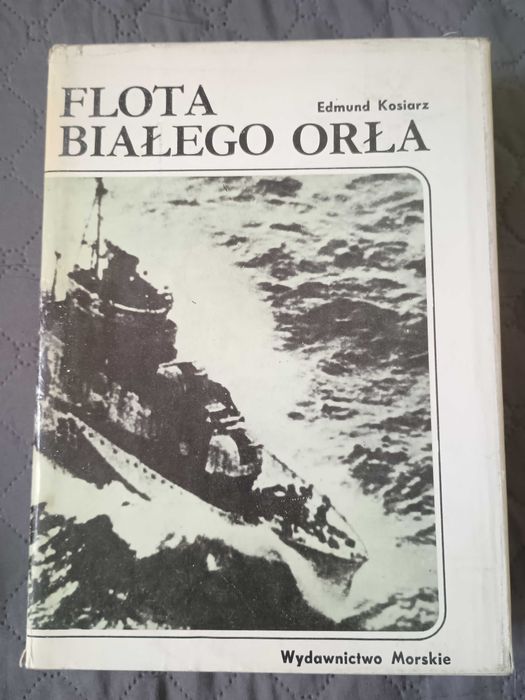 Edmund Kosiarz
FLOTA
BIAŁEGO ORŁA
Wydawnictwo Morskie